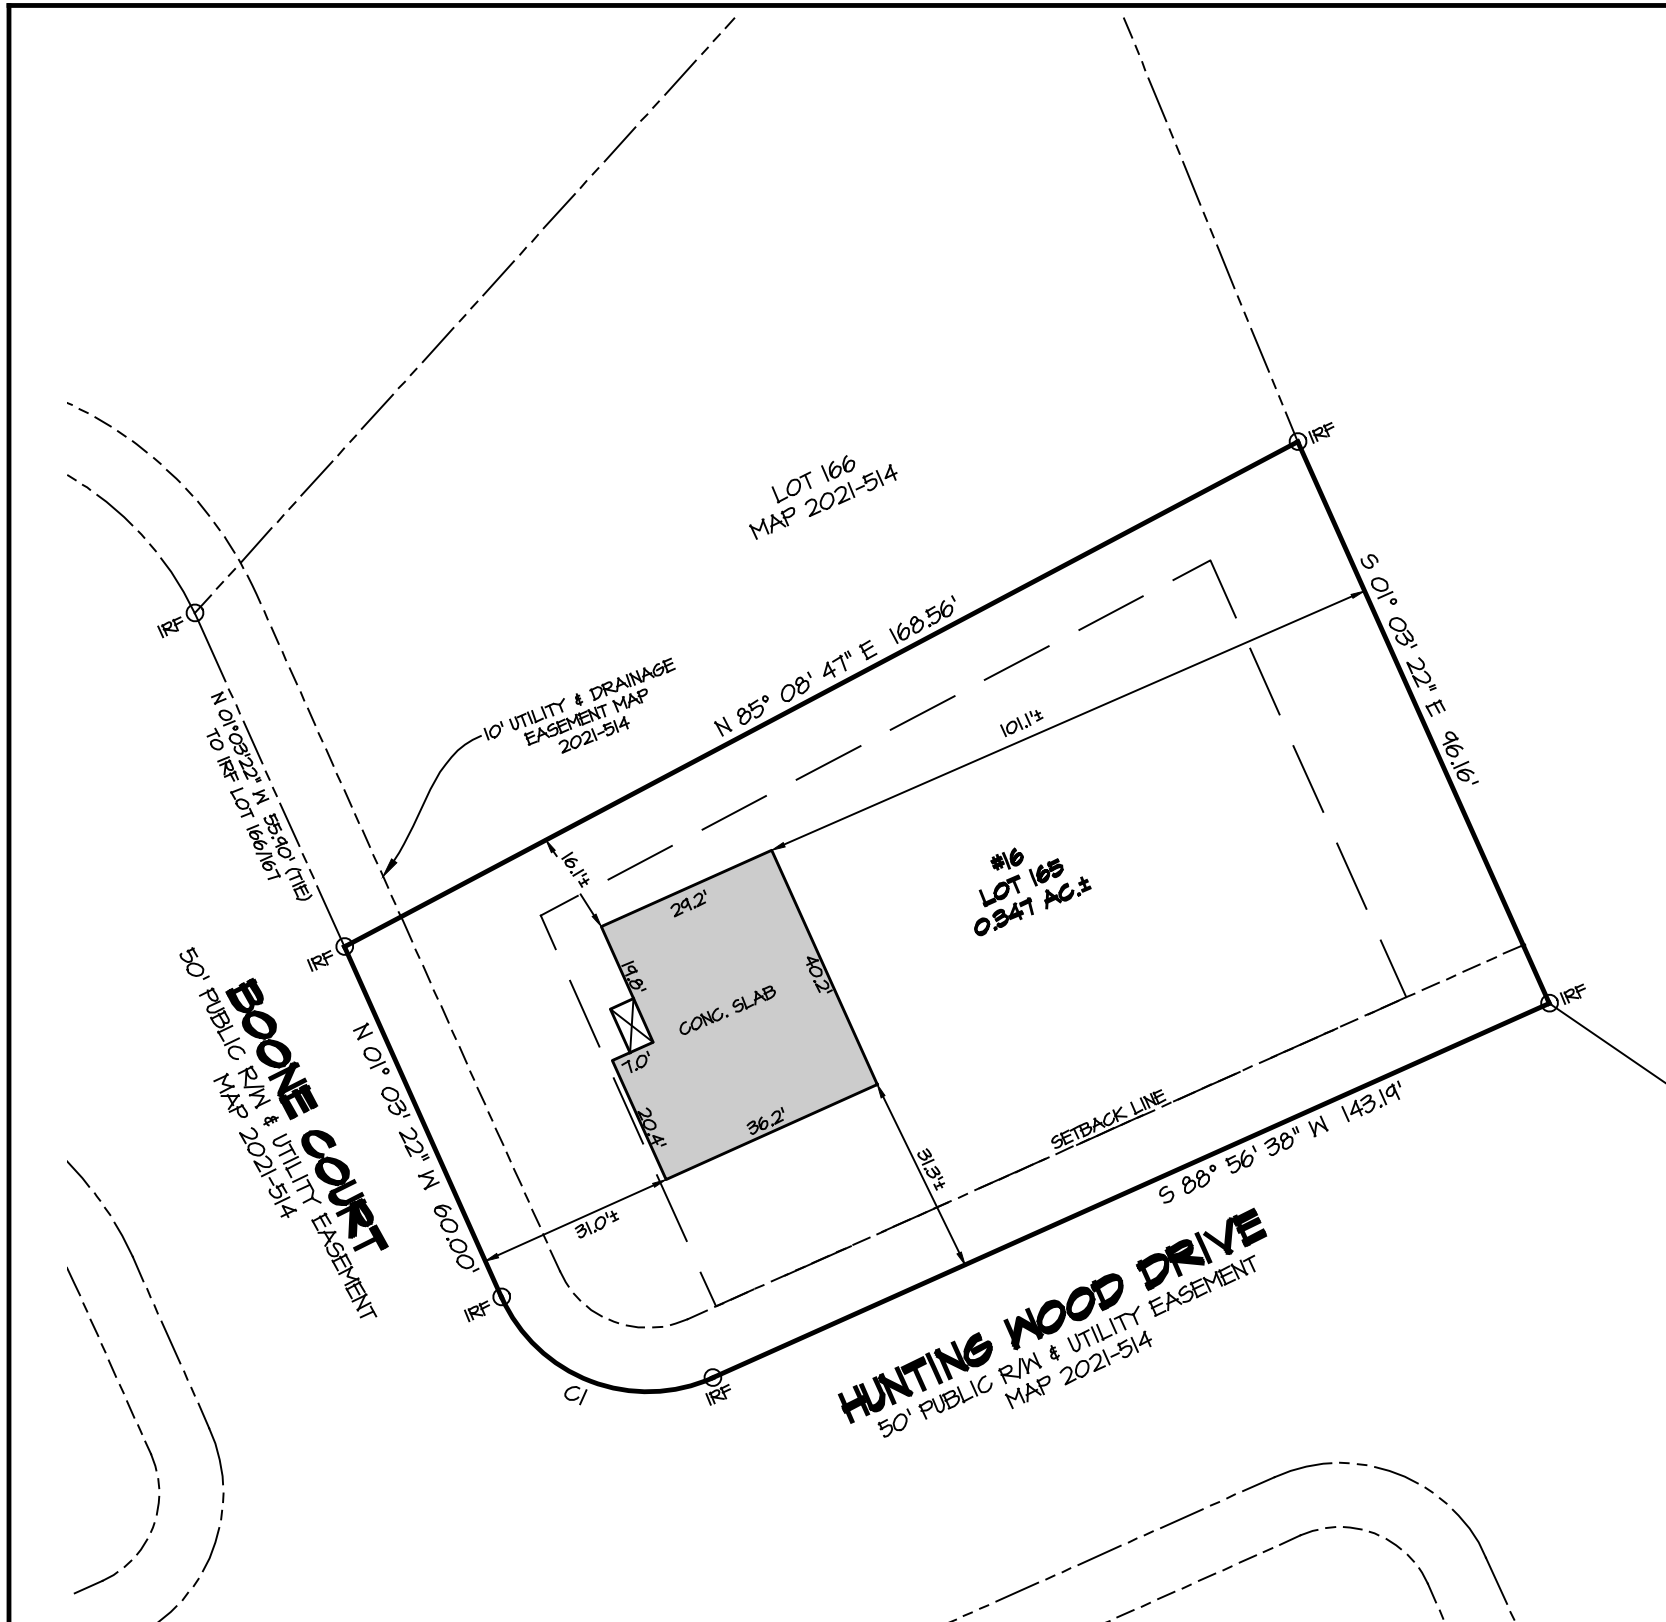 LOT 166
MAP 2021-514
IRF
IRF
N 01°03'22" W 55.90' (TIE)
TO IRF LOT 166/167
10' UTILITY & DRAINAGE
EASEMENT MAP
2021-514
N 85° 08' 47" E 168.56'
S 01° 03' 22" E 96.16'
101.1'±
16.1'±
29.2'
19.8'
40.2'
CONC. SLAB
7.0'
20.4'
36.2'
#16
LOT 165
0.347 AC.±
IRF
IRF
BOONE COURT
50' PUBLIC R/W & UTILITY EASEMENT
MAP 2021-514
N 01° 03' 22" W 60.00'
31.0'±
31.3'±
SETBACK LINE
S 88° 56' 38" W 143.19'
IRF
C1
IRF
HUNTING WOOD DRIVE
50' PUBLIC R/W & UTILITY EASEMENT
MAP 2021-514